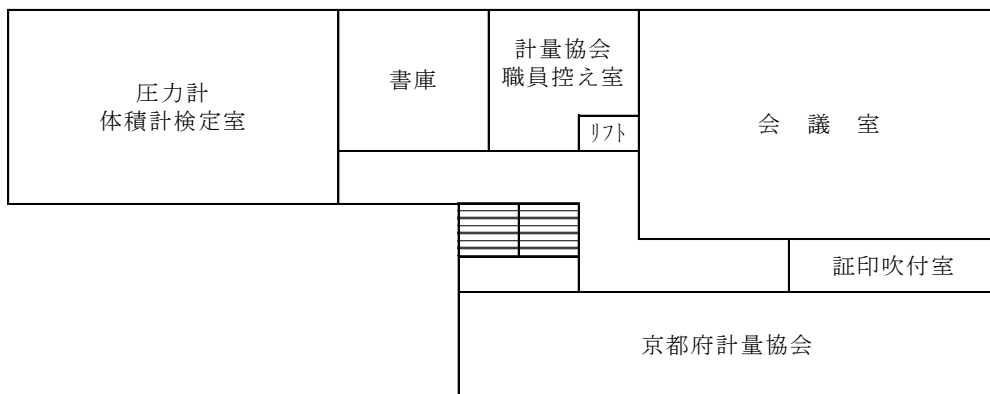 圧力計
体積計検定室
書庫
計量協会
職員控え室
ﾘﾌﾄ
会　議　室
証印吹付室
京都府計量協会